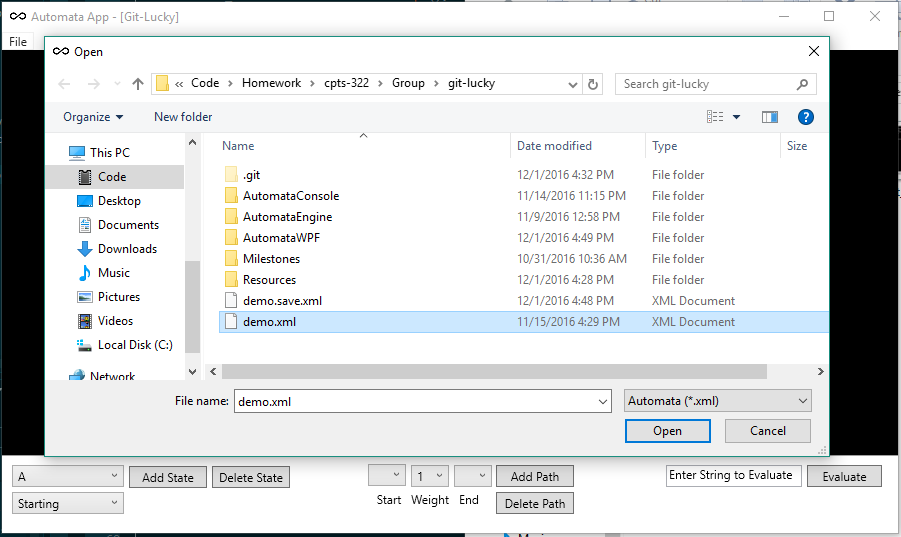 Automata App - [Git-Lucky]
File
Open
« Code > Homework > cpts-322 > Group > git-lucky
Search git-lucky
Organize New folder
Name Date modified Type Size
This PC
Code
Desktop
Documents
Downloads
Music
Pictures
Videos
Local Disk (C:)
Network
.git 12/1/2016 4:32 PM File folder
AutomataConsole 11/14/2016 11:15 PM File folder
AutomataEngine 11/9/2016 12:58 PM File folder
AutomataWPF 12/1/2016 4:49 PM File folder
Milestones 10/31/2016 10:36 AM File folder
Resources 12/1/2016 4:28 PM File folder
demo.save.xml 12/1/2016 4:48 PM XML Document
demo.xml 11/15/2016 4:29 PM XML Document
File name: demo.xml Automata (*.xml)
Open Cancel
A Add State Delete State 1 Add Path Enter String to Evaluate Evaluate
Starting Start Weight End Delete Path